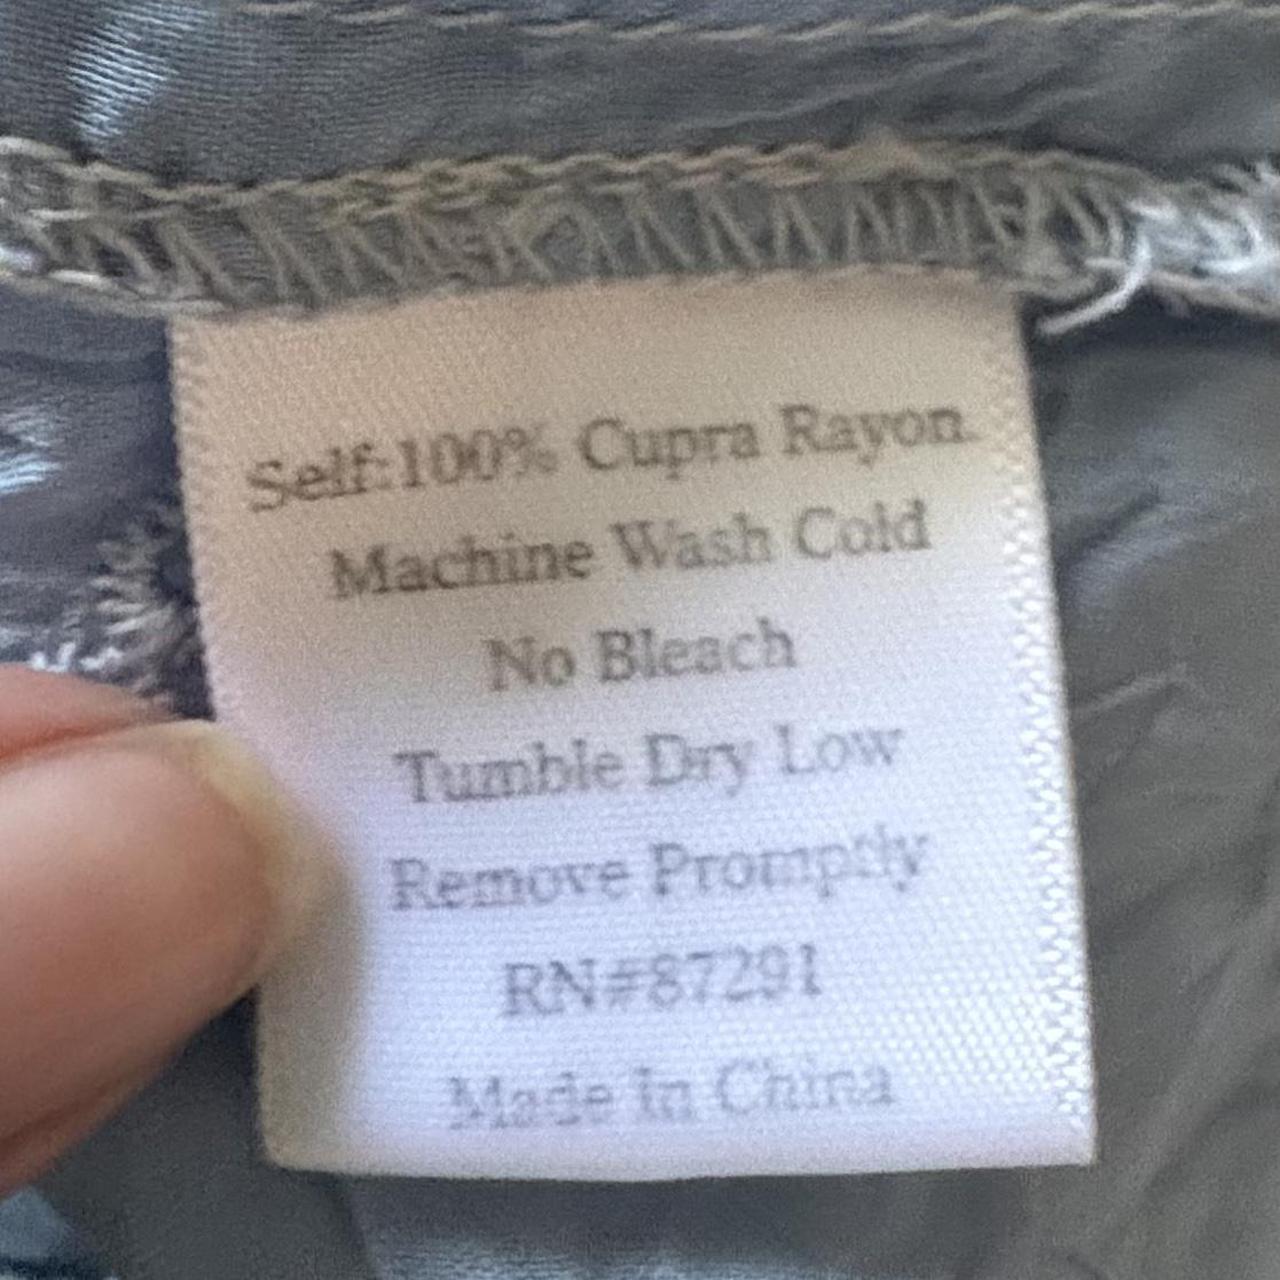 Self:100% Cupra Rayon
Machine Wash Cold
No Bleach
Tumble Dry Low
Remove Promptly
RN#87291
Made in China